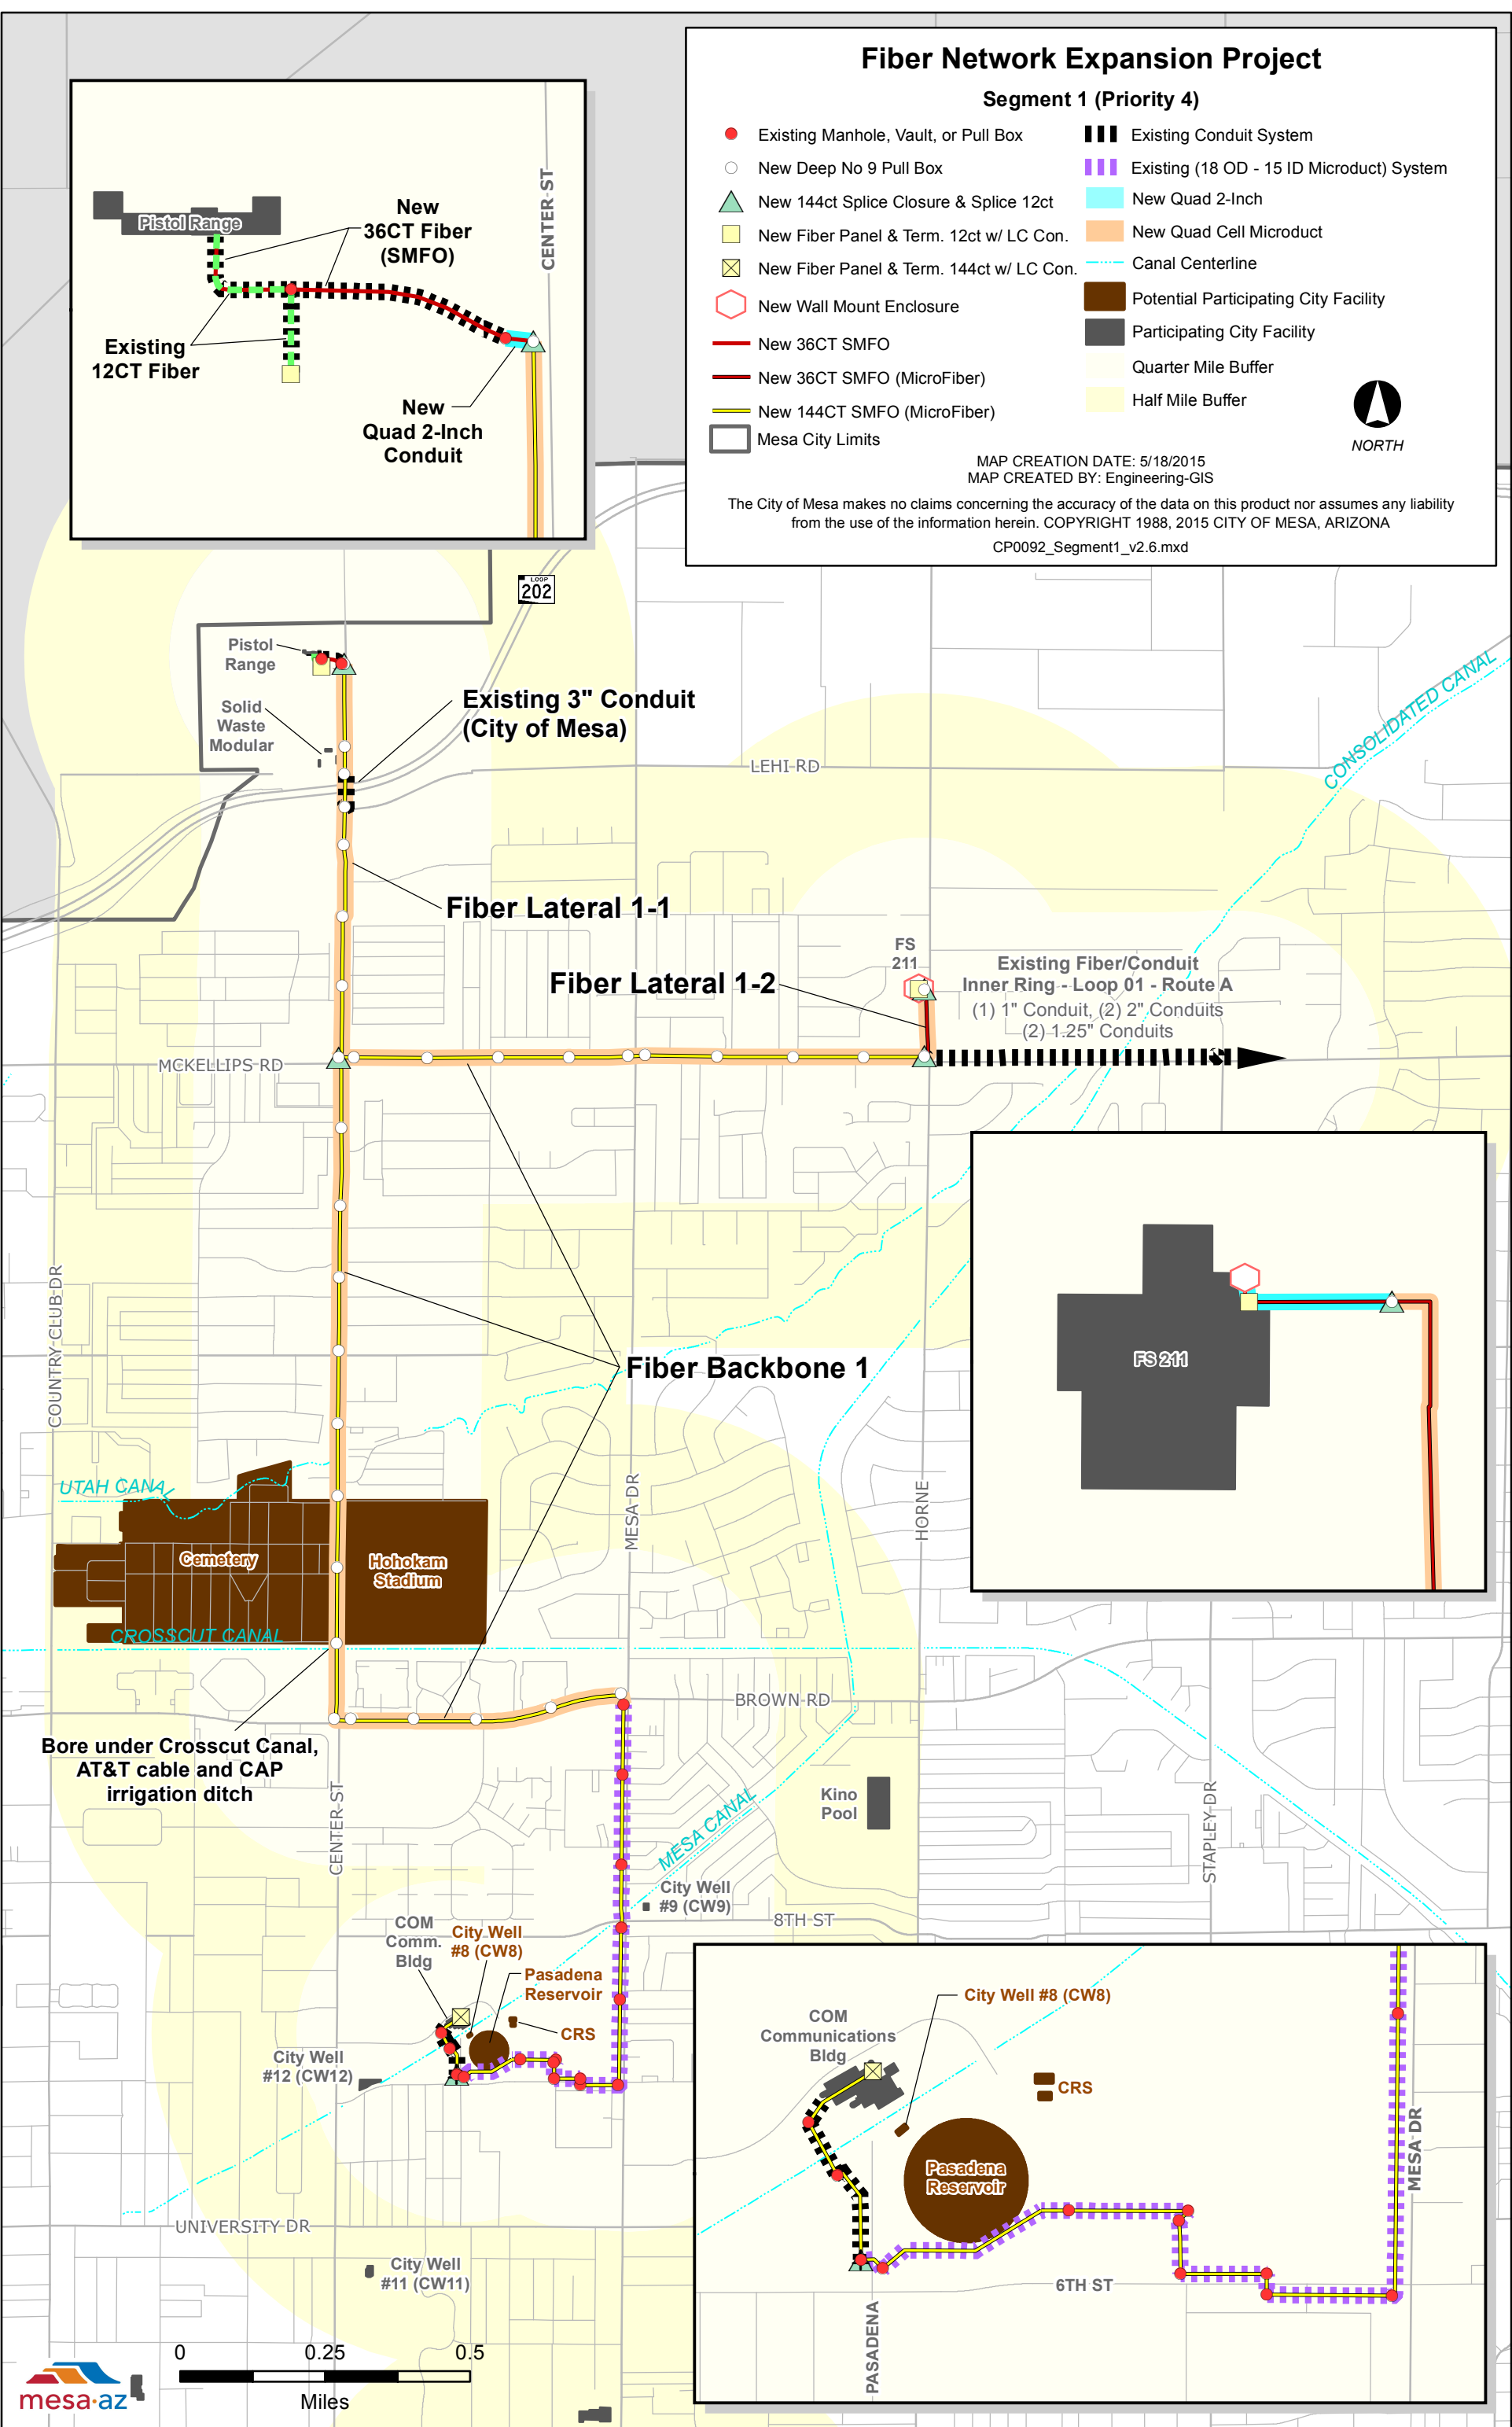 Fiber Network Expansion Project
Segment 1 (Priority 4)
Existing Manhole, Vault, or Pull Box
New Deep No 9 Pull Box
New 144ct Splice Closure & Splice 12ct
New Fiber Panel & Term. 12ct w/ LC Con.
New Fiber Panel & Term. 144ct w/ LC Con.
New Wall Mount Enclosure
New 36CT SMFO
New 36CT SMFO (MicroFiber)
New 144CT SMFO (MicroFiber)
Mesa City Limits
Existing Conduit System
Existing (18 OD - 15 ID Microduct) System
New Quad 2-Inch
New Quad Cell Microduct
Canal Centerline
Potential Participating City Facility
Participating City Facility
Quarter Mile Buffer
Half Mile Buffer
NORTH
MAP CREATION DATE: 5/18/2015
MAP CREATED BY: Engineering-GIS
The City of Mesa makes no claims concerning the accuracy of the data on this product nor assumes any liability
from the use of the information herein. COPYRIGHT 1988, 2015 CITY OF MESA, ARIZONA
CP0092_Segment1_v2.6.mxd
Pistol Range
New
36CT Fiber
(SMFO)
CENTER ST
Existing
12CT Fiber
New
Quad 2-Inch
Conduit
LOOP
202
Pistol
Range
Solid
Waste
Modular
Existing 3" Conduit
(City of Mesa)
LEHI RD
CONSOLIDATED CANAL
Fiber Lateral 1-1
FS
211
Fiber Lateral 1-2
Existing Fiber/Conduit
Inner Ring - Loop 01 - Route A
(1) 1" Conduit, (2) 2" Conduits
(2) 1.25" Conduits
MCKELLIPS RD
COUNTRY CLUB DR
Fiber Backbone 1
FS 211
UTAH CANAL
MESA DR
HORNE
Cemetery
Hohokam
Stadium
CROSSCUT CANAL
BROWN RD
Bore under Crosscut Canal,
AT&T cable and CAP
irrigation ditch
CENTER ST
Kino
Pool
STAPLEY DR
MESA CANAL
City Well
#9 (CW9)
8TH ST
COM
Comm.
Bldg
City Well
#8 (CW8)
Pasadena
Reservoir
CRS
City Well
#12 (CW12)
City Well #8 (CW8)
COM
Communications
Bldg
CRS
Pasadena
Reservoir
MESA DR
6TH ST
PASADENA
UNIVERSITY DR
City Well
#11 (CW11)
0 0.25 0.5
Miles
mesa·az